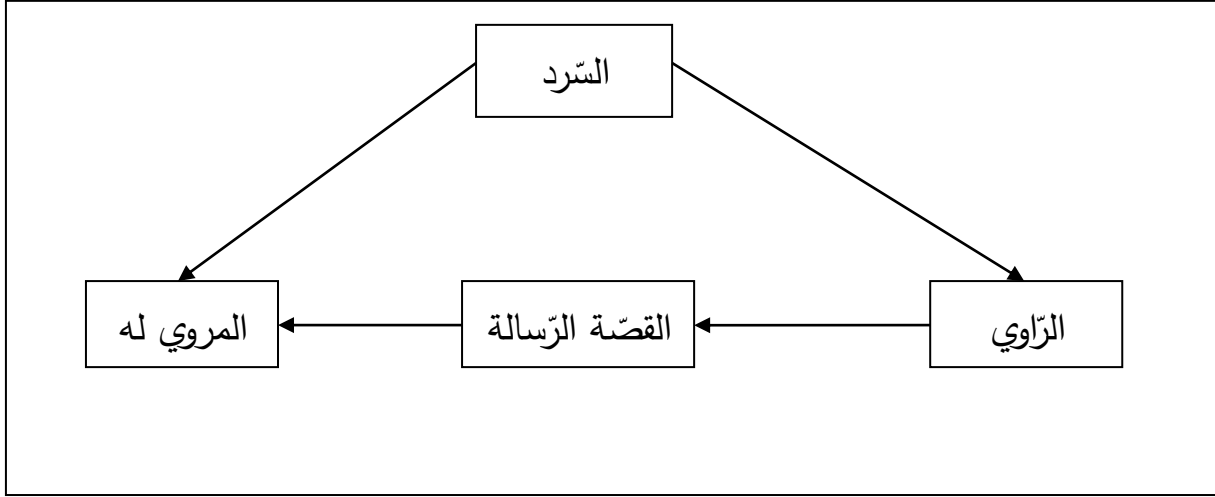 السّرد
الرّاوي
القصّة الرّسالة
المروي له